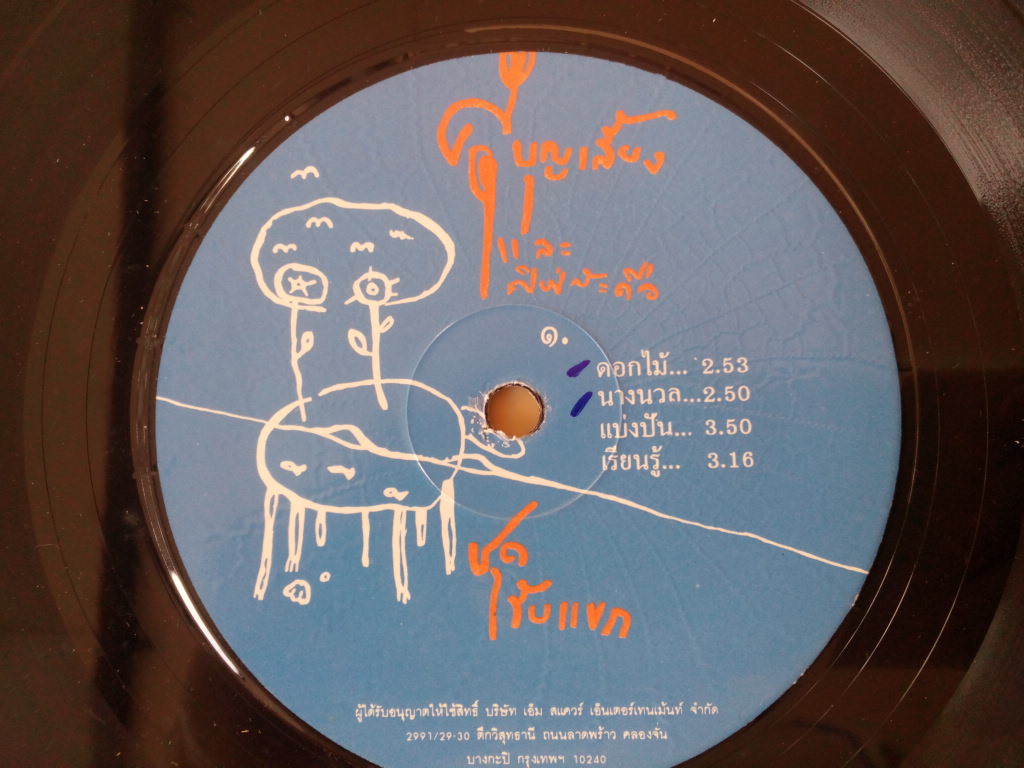 บุญเลี้ยง
และ
สีฟสะดือ
๑.
ดอกไม้... 2.53
นางนวล...2.50
แบ่งปัน... 3.50
เรียนรู้... 3.16
ชุด
ใช้บแขก
ผู้ได้รับอนุญาตให้ใช้สิทธิ์ บริษัท เอ็ม สแควร์ เอ็นเตอร์เทนเม้นท์ จำกัด
2991/29-30 ตึกวิสุทธานี ถนนลาดพร้าว คลองจั่น
บางกะปิ กรุงเทพฯ 10240